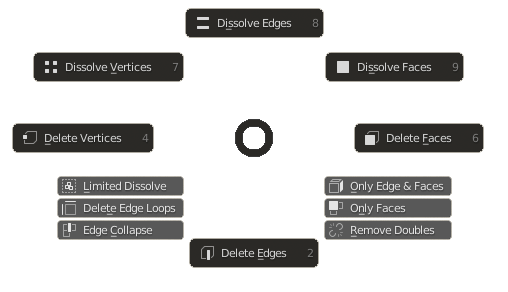 Dissolve Edges 8
Dissolve Vertices 7
Dissolve Faces 9
Delete Vertices 4
Delete Faces 6
Limited Dissolve
Delete Edge Loops
Edge Collapse
Only Edge & Faces
Only Faces
Remove Doubles
Delete Edges 2